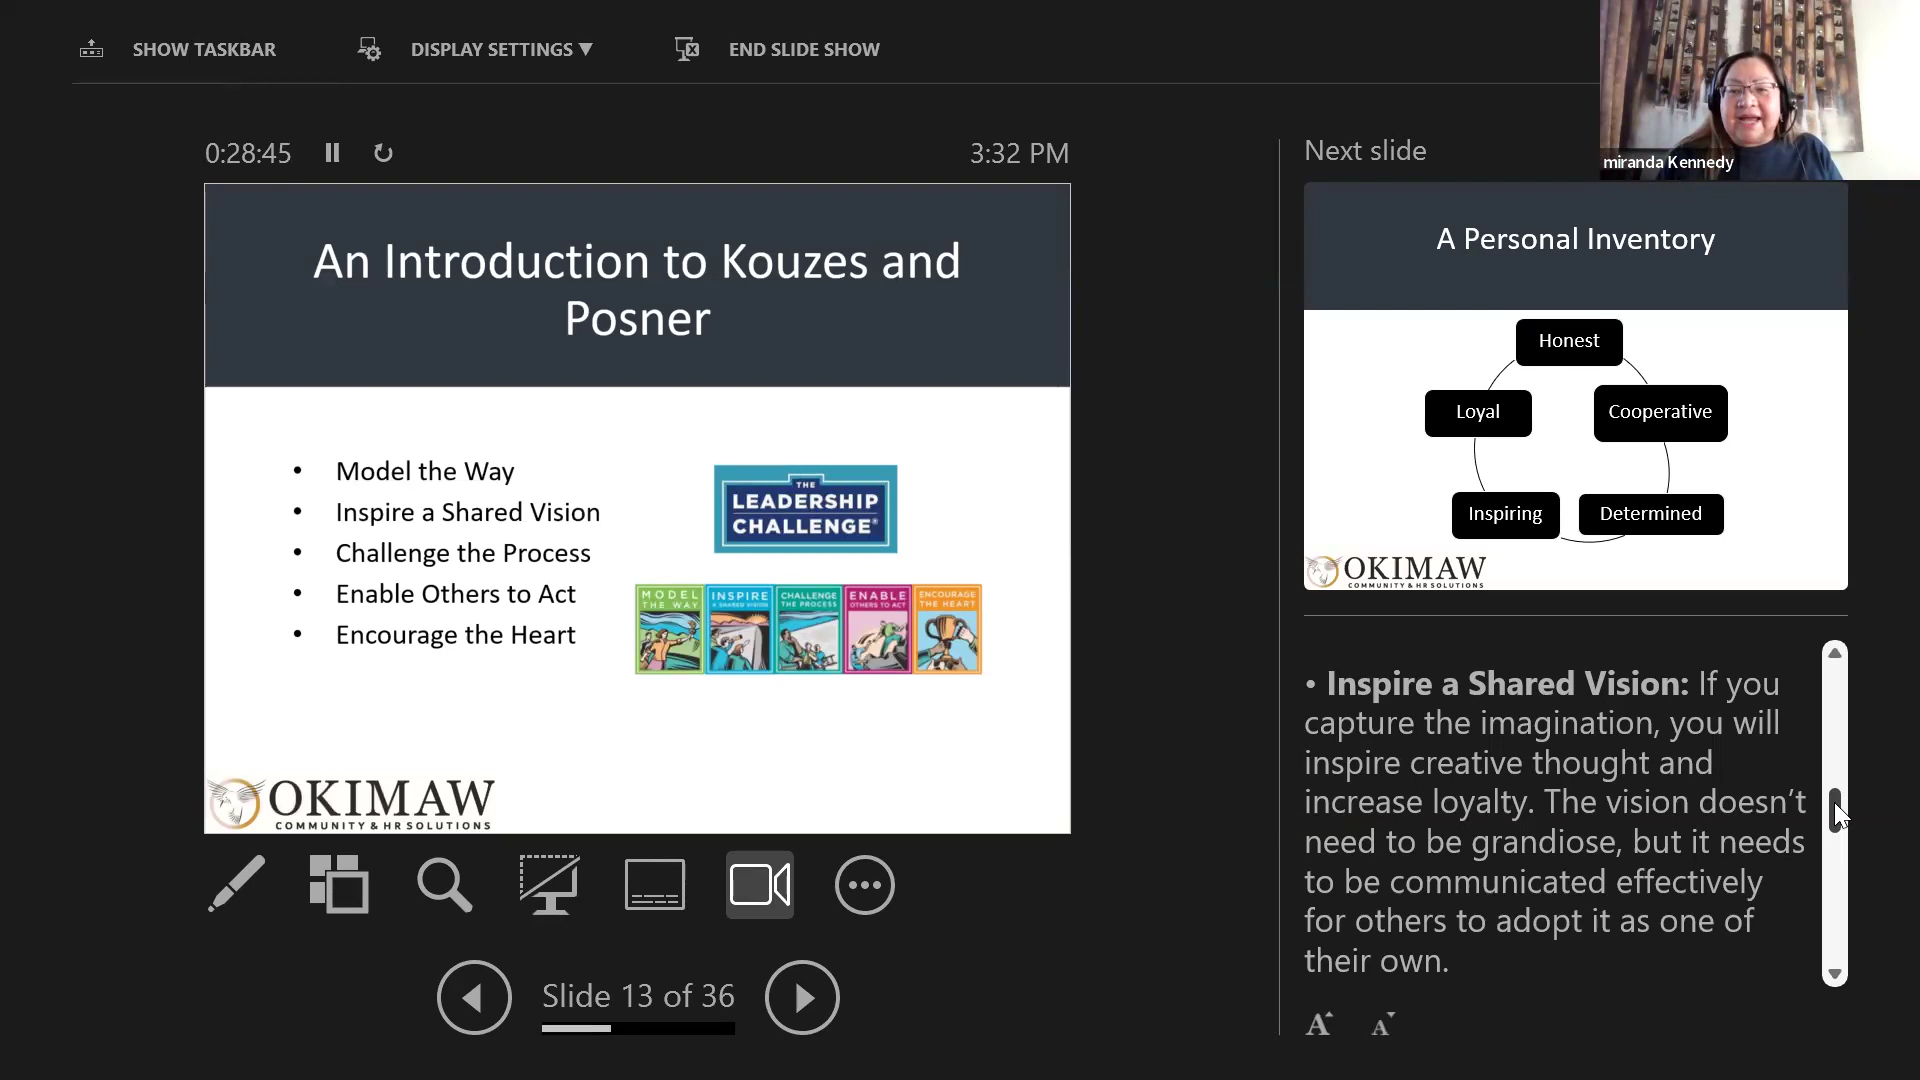 SHOW TASKBAR
DISPLAY SETTINGS ▼
END SLIDE SHOW
miranda Kennedy
0:28:45
3:32 PM
An Introduction to Kouzes and
Posner
• Model the Way
• Inspire a Shared Vision
• Challenge the Process
• Enable Others to Act
• Encourage the Heart
THE
LEADERSHIP
CHALLENGE®
MODEL
THE WAY
INSPIRE
A SHARED VISION
CHALLENGE
THE PROCESS
ENABLE
OTHERS TO ACT
ENCOURAGE
THE HEART
OKIMAW
COMMUNITY & HR SOLUTIONS
Slide 13 of 36
Next slide
A Personal Inventory
Honest
Loyal
Cooperative
Inspiring
Determined
OKIMAW
COMMUNITY & HR SOLUTIONS
• Inspire a Shared Vision: If you
capture the imagination, you will
inspire creative thought and
increase loyalty. The vision doesn’t
need to be grandiose, but it needs
to be communicated effectively
for others to adopt it as one of
their own.
A A